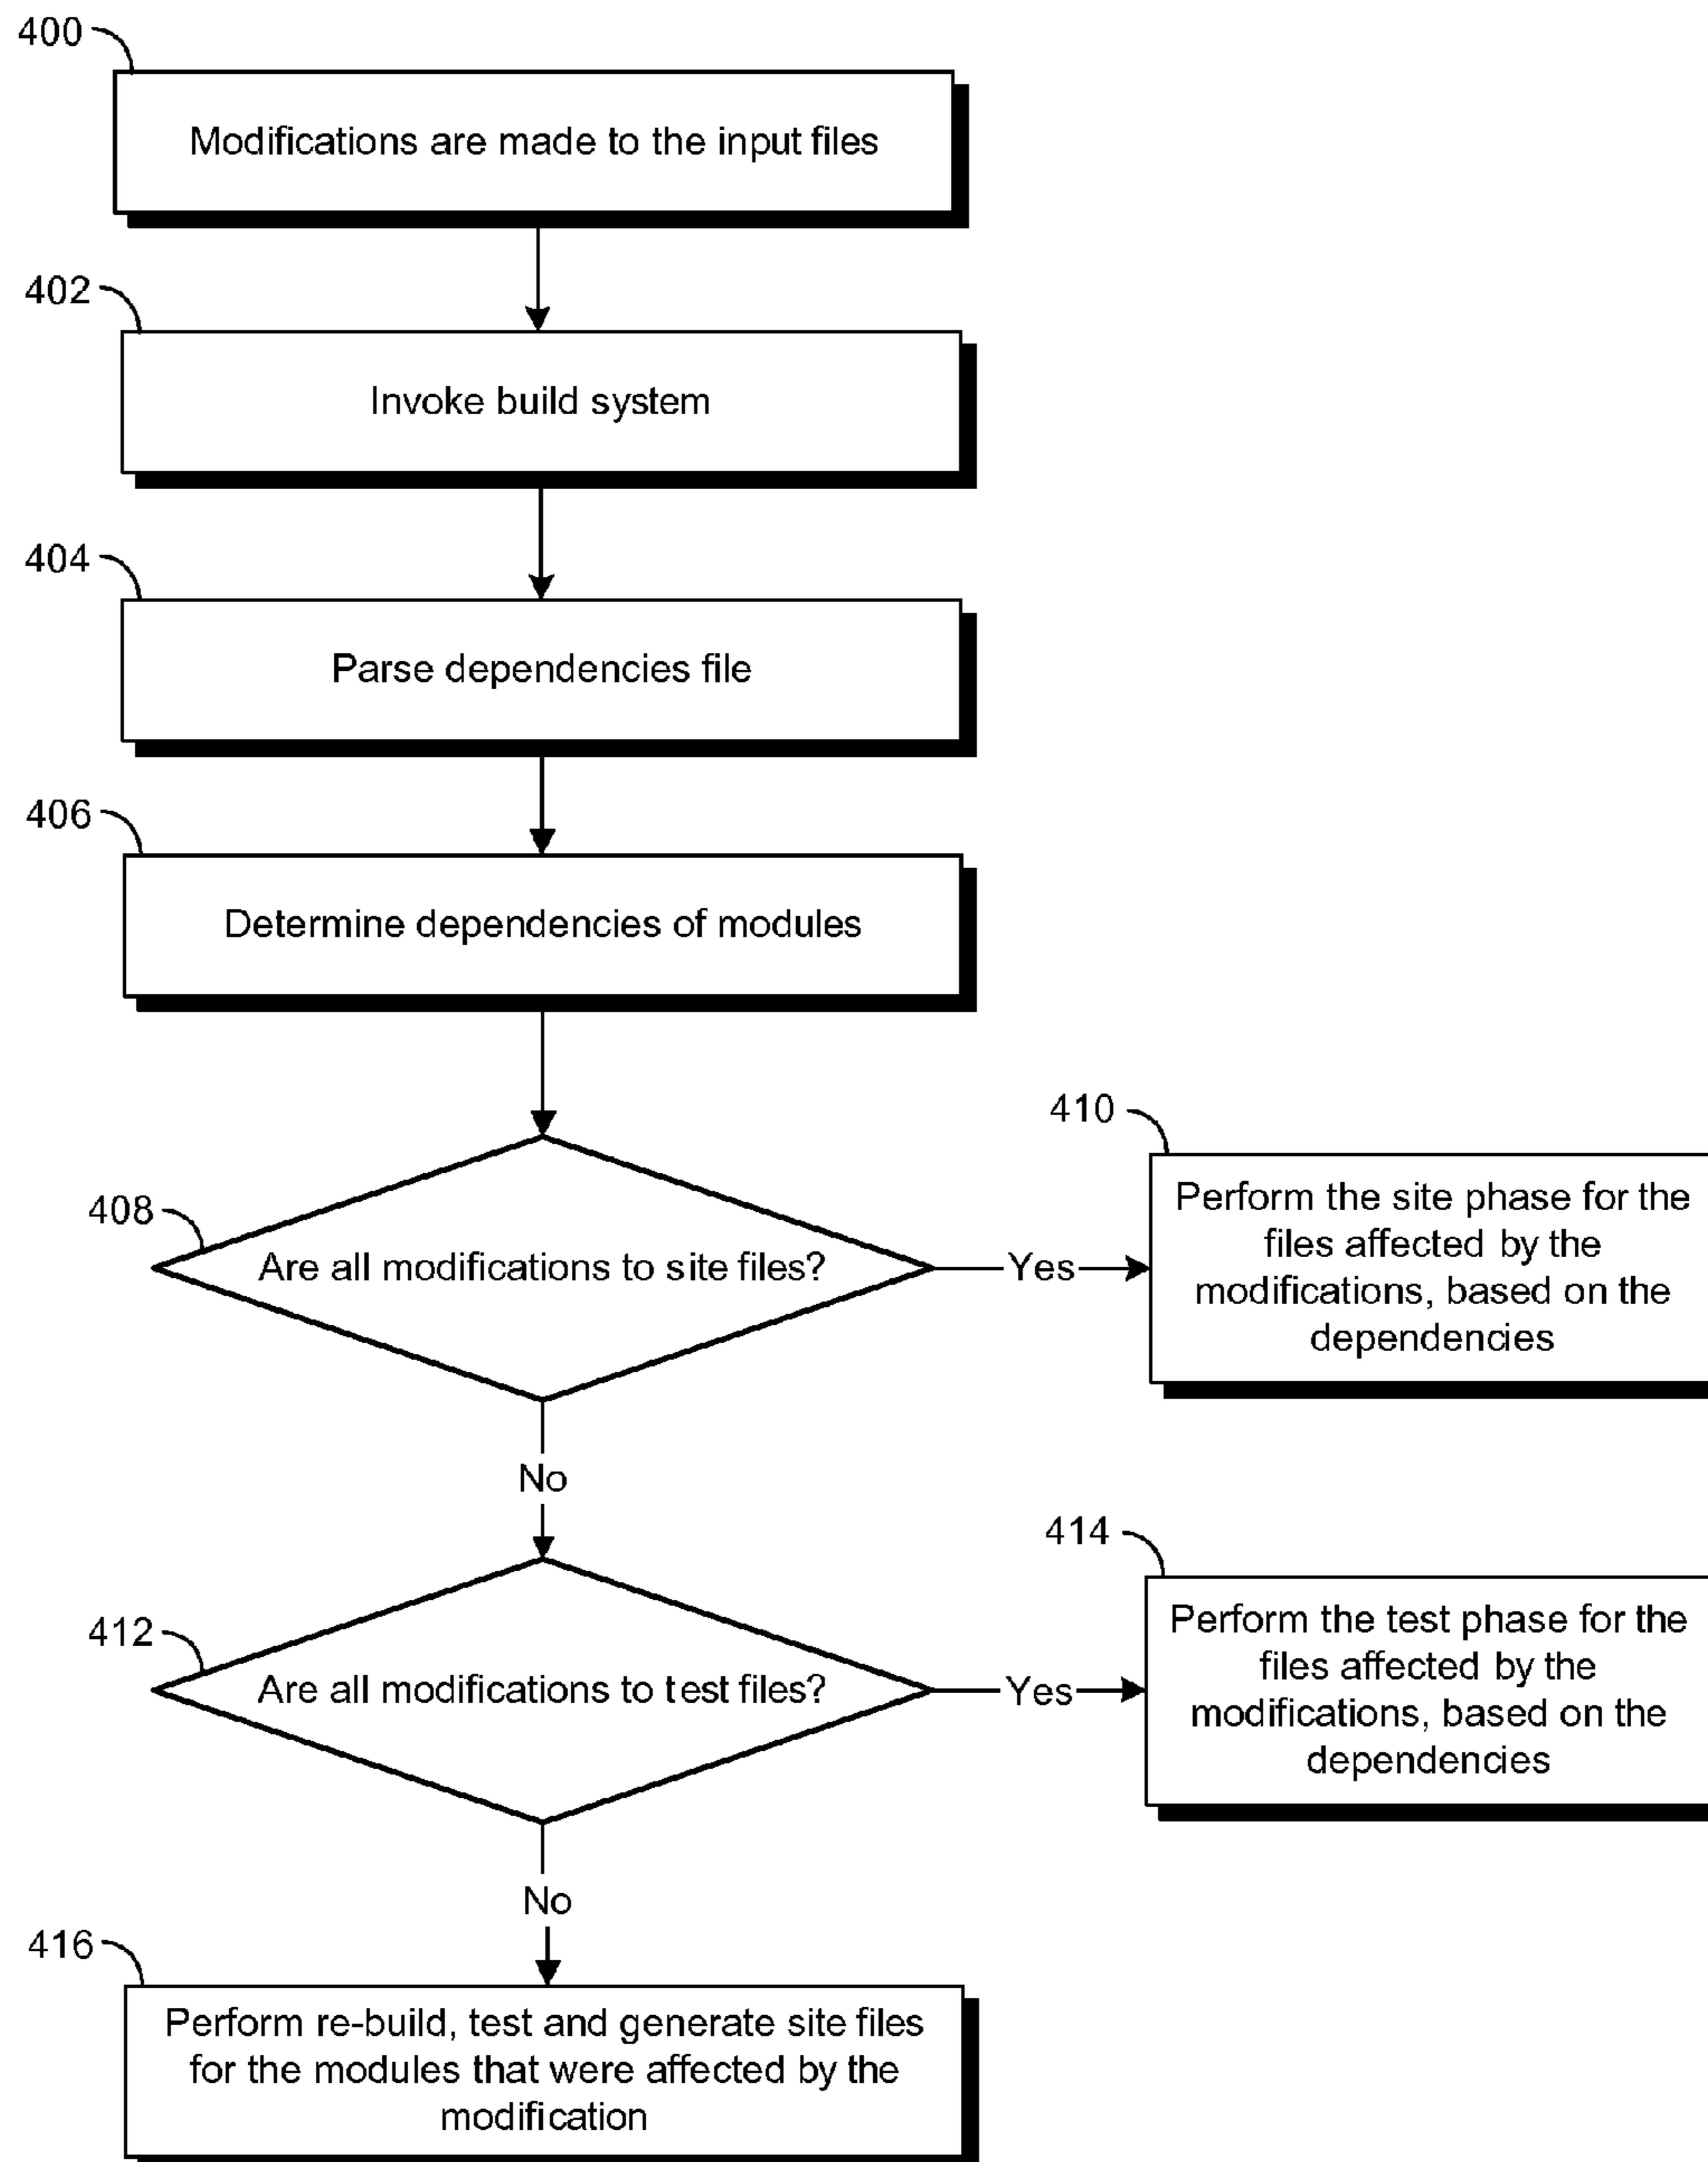 400
Modifications are made to the input files
402
Invoke build system
404
Parse dependencies file
406
Determine dependencies of modules
408
Are all modifications to site files?
Yes
410
Perform the site phase for the
files affected by the
modifications, based on the
dependencies
No
412
Are all modifications to test files?
Yes
414
Perform the test phase for the
files affected by the
modifications, based on the
dependencies
No
416
Perform re-build, test and generate site files
for the modules that were affected by the
modification